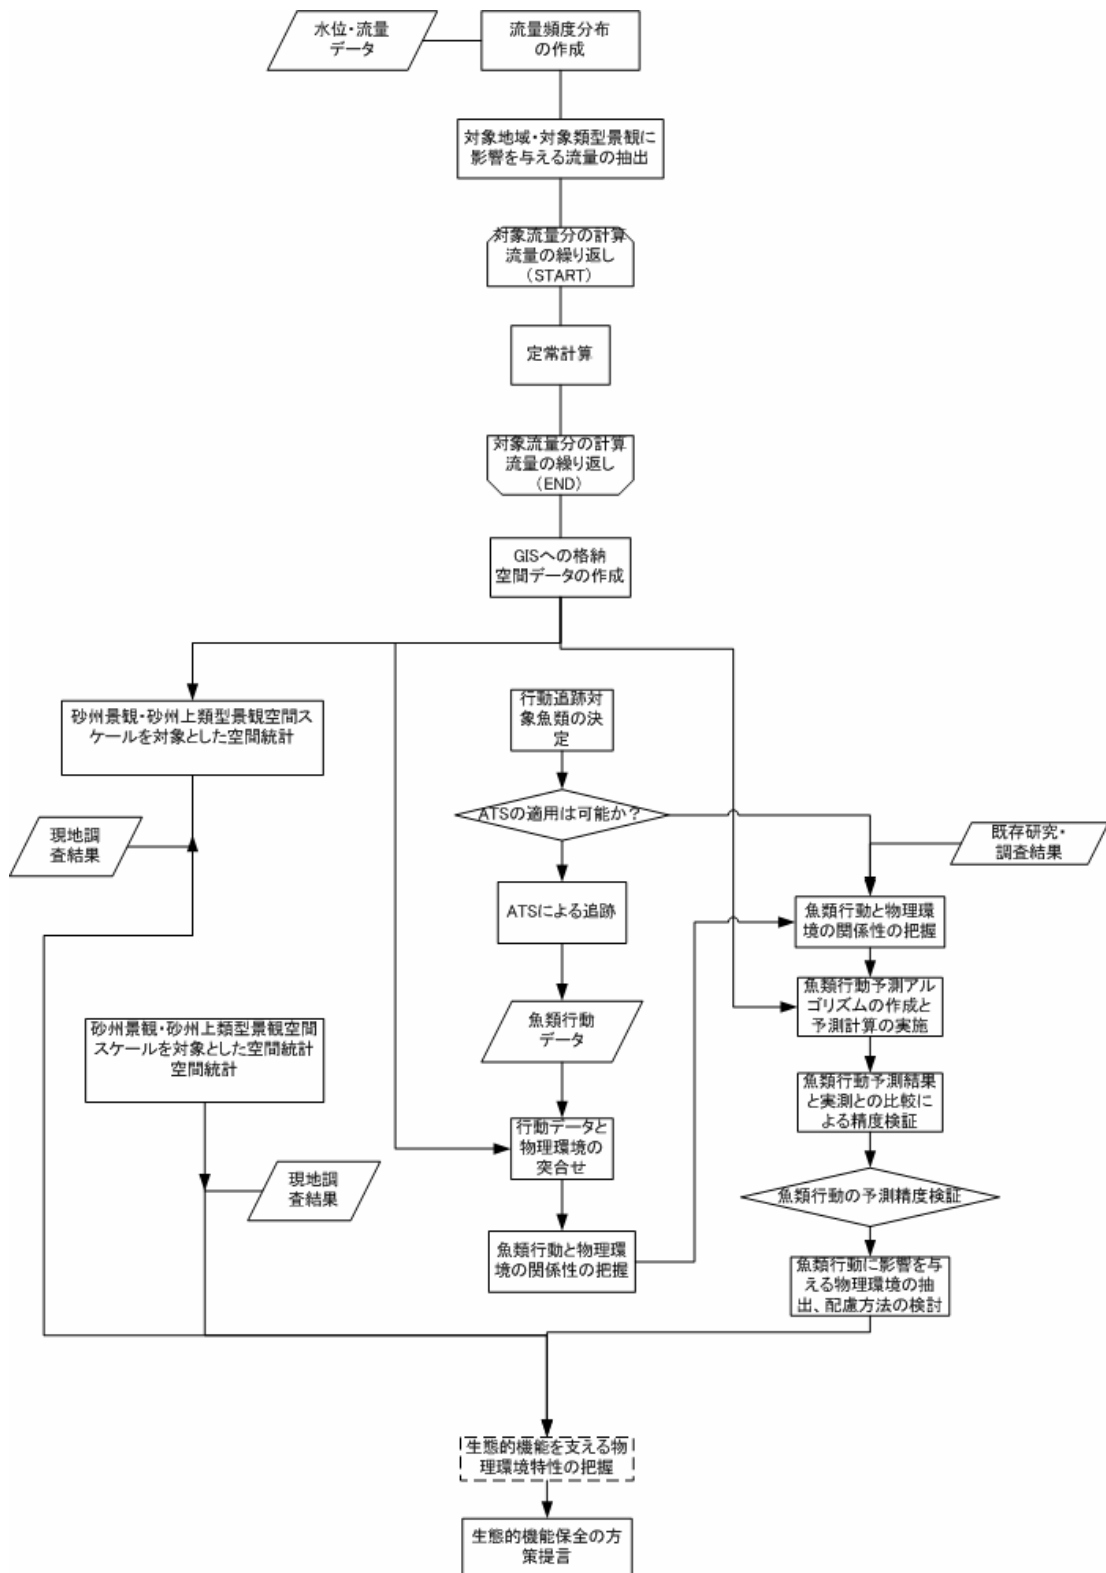 水位・流量
データ
流量頻度分布
の作成
対象地域・対象類型景観に
影響を与える流量の抽出
対象流量分の計算
流量の繰り返し
(START)
定常計算
対象流量分の計算
流量の繰り返し
(END)
GISへの格納
空間データの作成
砂州景観・砂州上類型景観空間ス
ケールを対象とした空間統計
現地調
査結果
砂州景観・砂州上類型景観空間
スケールを対象とした空間統計
空間統計
現地調
査結果
行動追跡対
象魚類の決
定
ATSの適用は可能か？
ATSによる追跡
魚類行動
データ
行動データと
物理環境の
突合せ
魚類行動と物理環
境の関係性の把握
既存研究・
調査結果
魚類行動と物理環
境の関係性の把握
魚類行動予測アル
ゴリズムの作成と
予測計算の実施
魚類行動予測結果
と実測との比較に
よる精度検証
魚類行動の予測精度検証
魚類行動に影響を与
える物理環境の抽
出、配慮方法の検討
生態的機能を支える物
理環境特性の把握
生態的機能保全の方
策提言